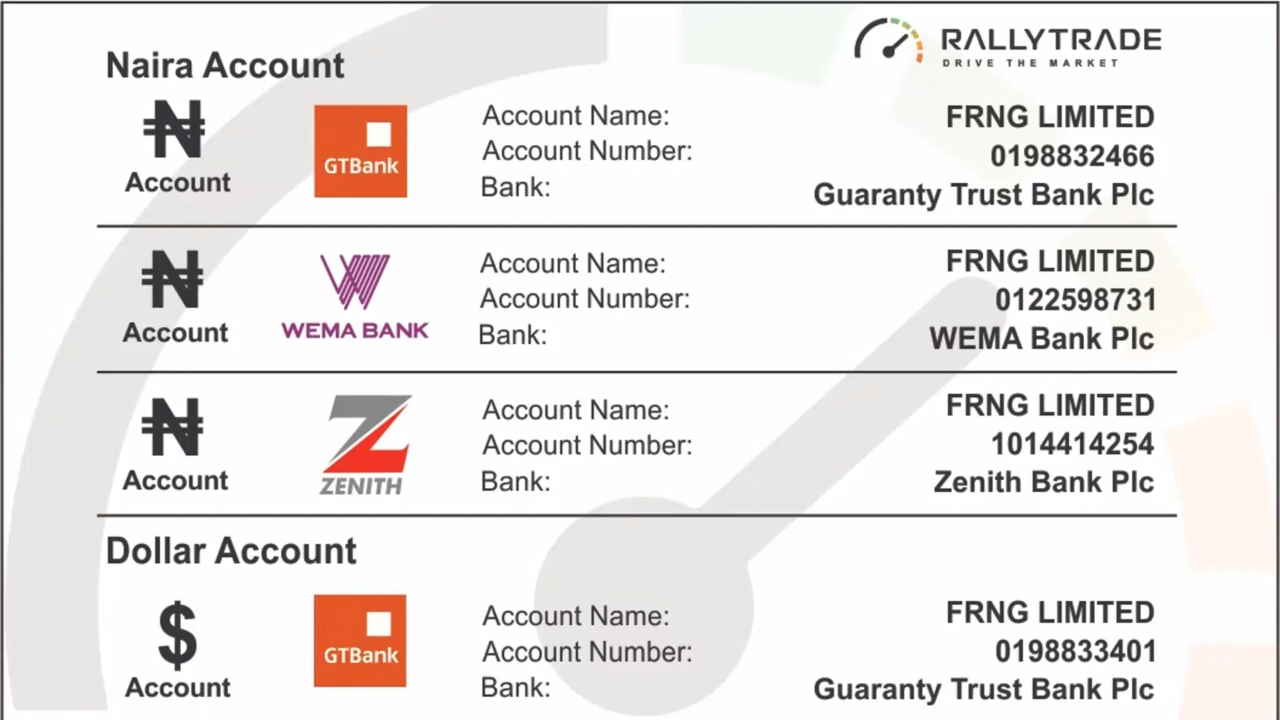 RALLYTRADE
DRIVE THE MARKET
Naira Account
₦
Account
GTBank
Account Name: FRNG LIMITED
Account Number: 0198832466
Bank: Guaranty Trust Bank Plc
₦
Account
WEMA BANK
Account Name: FRNG LIMITED
Account Number: 0122598731
Bank: WEMA Bank Plc
₦
Account
ZENITH
Account Name: FRNG LIMITED
Account Number: 1014414254
Bank: Zenith Bank Plc
Dollar Account
$
Account
GTBank
Account Name: FRNG LIMITED
Account Number: 0198833401
Bank: Guaranty Trust Bank Plc